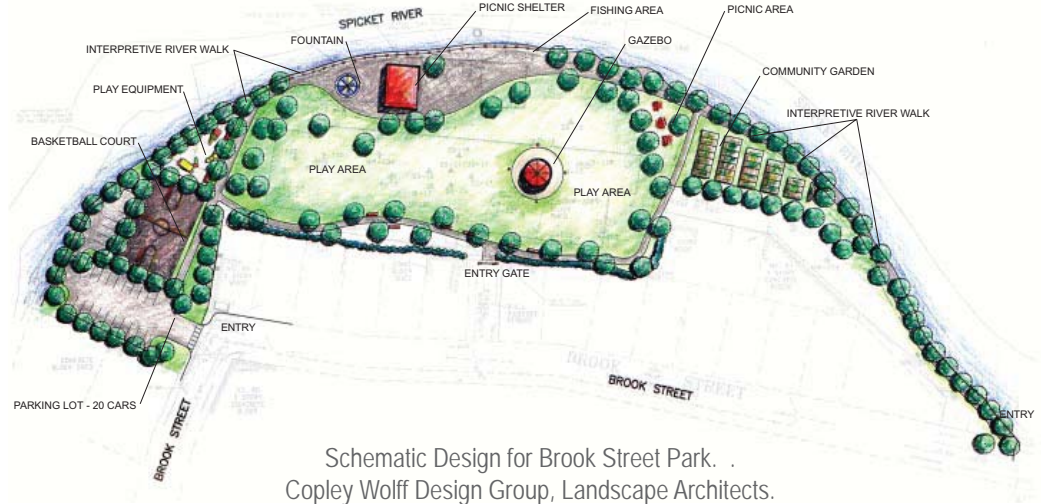 SPICKET RIVER
PICNIC SHELTER
FISHING AREA
PICNIC AREA
FOUNTAIN
GAZEBO
INTERPRETIVE RIVER WALK
COMMUNITY GARDEN
PLAY EQUIPMENT
INTERPRETIVE RIVER WALK
BASKETBALL COURT
PLAY AREA
PLAY AREA
ENTRY GATE
ENTRY
BROOK STREET
BROOK STREET
PARKING LOT - 20 CARS
BROOK STREET
ENTRY
Schematic Design for Brook Street Park. .
Copley Wolff Design Group, Landscape Architects.